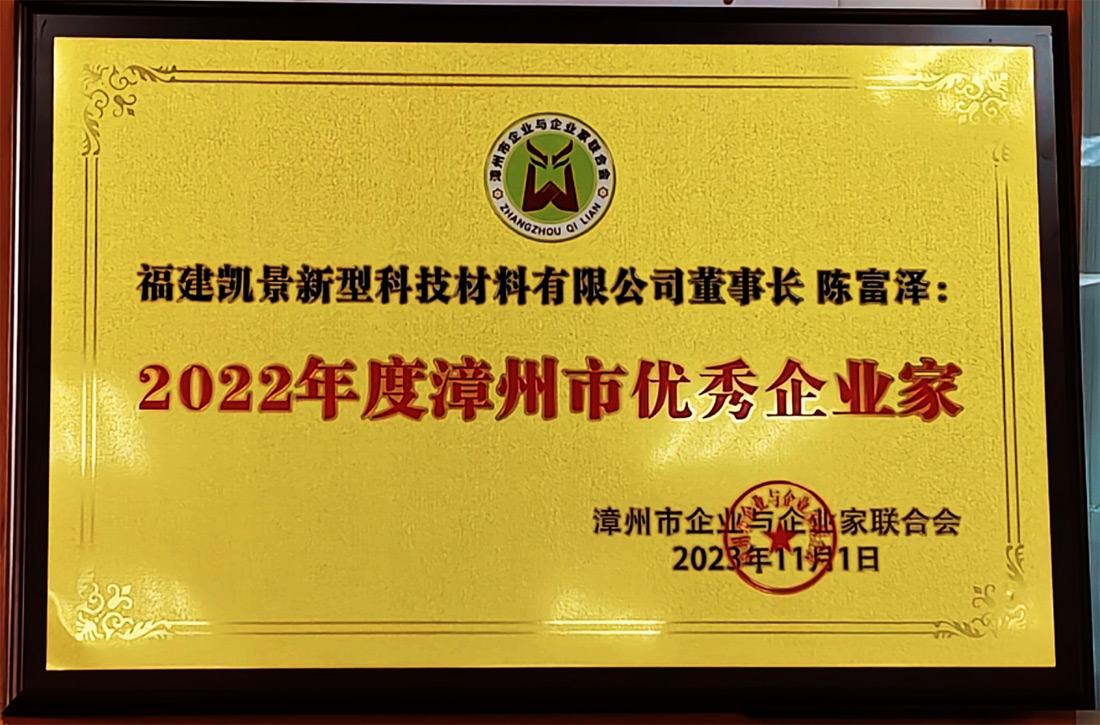 漳州市企业与企业家联合会
ZHANGZHOU QI LIAN
福建凯景新型科技材料有限公司董事长 陈富泽：
2022年度漳州市优秀企业家
漳州市企业与企业家联合会
2023年11月1日